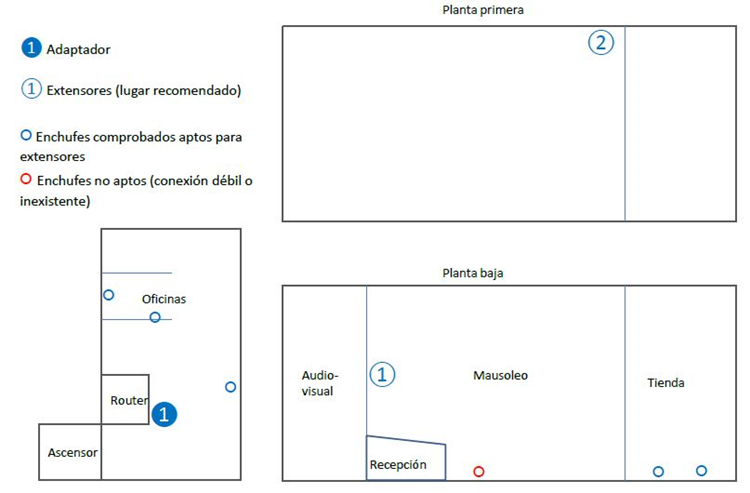 Planta primera
1 Adaptador
2
1 Extensores (lugar recomendado)
Enchufes comprobados aptos para
extensores
Enchufes no aptos (conexión débil o
inexistente)
Planta baja
Oficinas
Audio-
visual
1
Mausoleo
Tienda
Router
1
Ascensor
Recepción